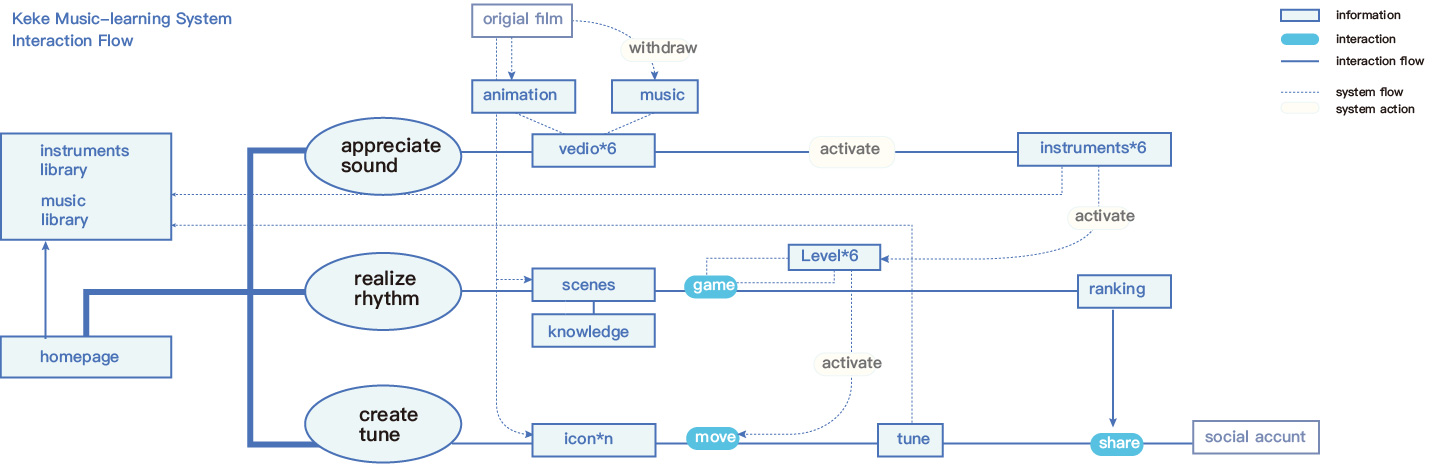 Keke Music-learning System
Interaction Flow
origial film
withdraw
animation
music
information
interaction
interaction flow
system flow
system action
instruments
library
music
library
appreciate
sound
vedio*6
activate
instruments*6
activate
realize
rhythm
scenes
game
Level*6
ranking
knowledge
homepage
activate
create
tune
icon*n
move
tune
share
social accunt